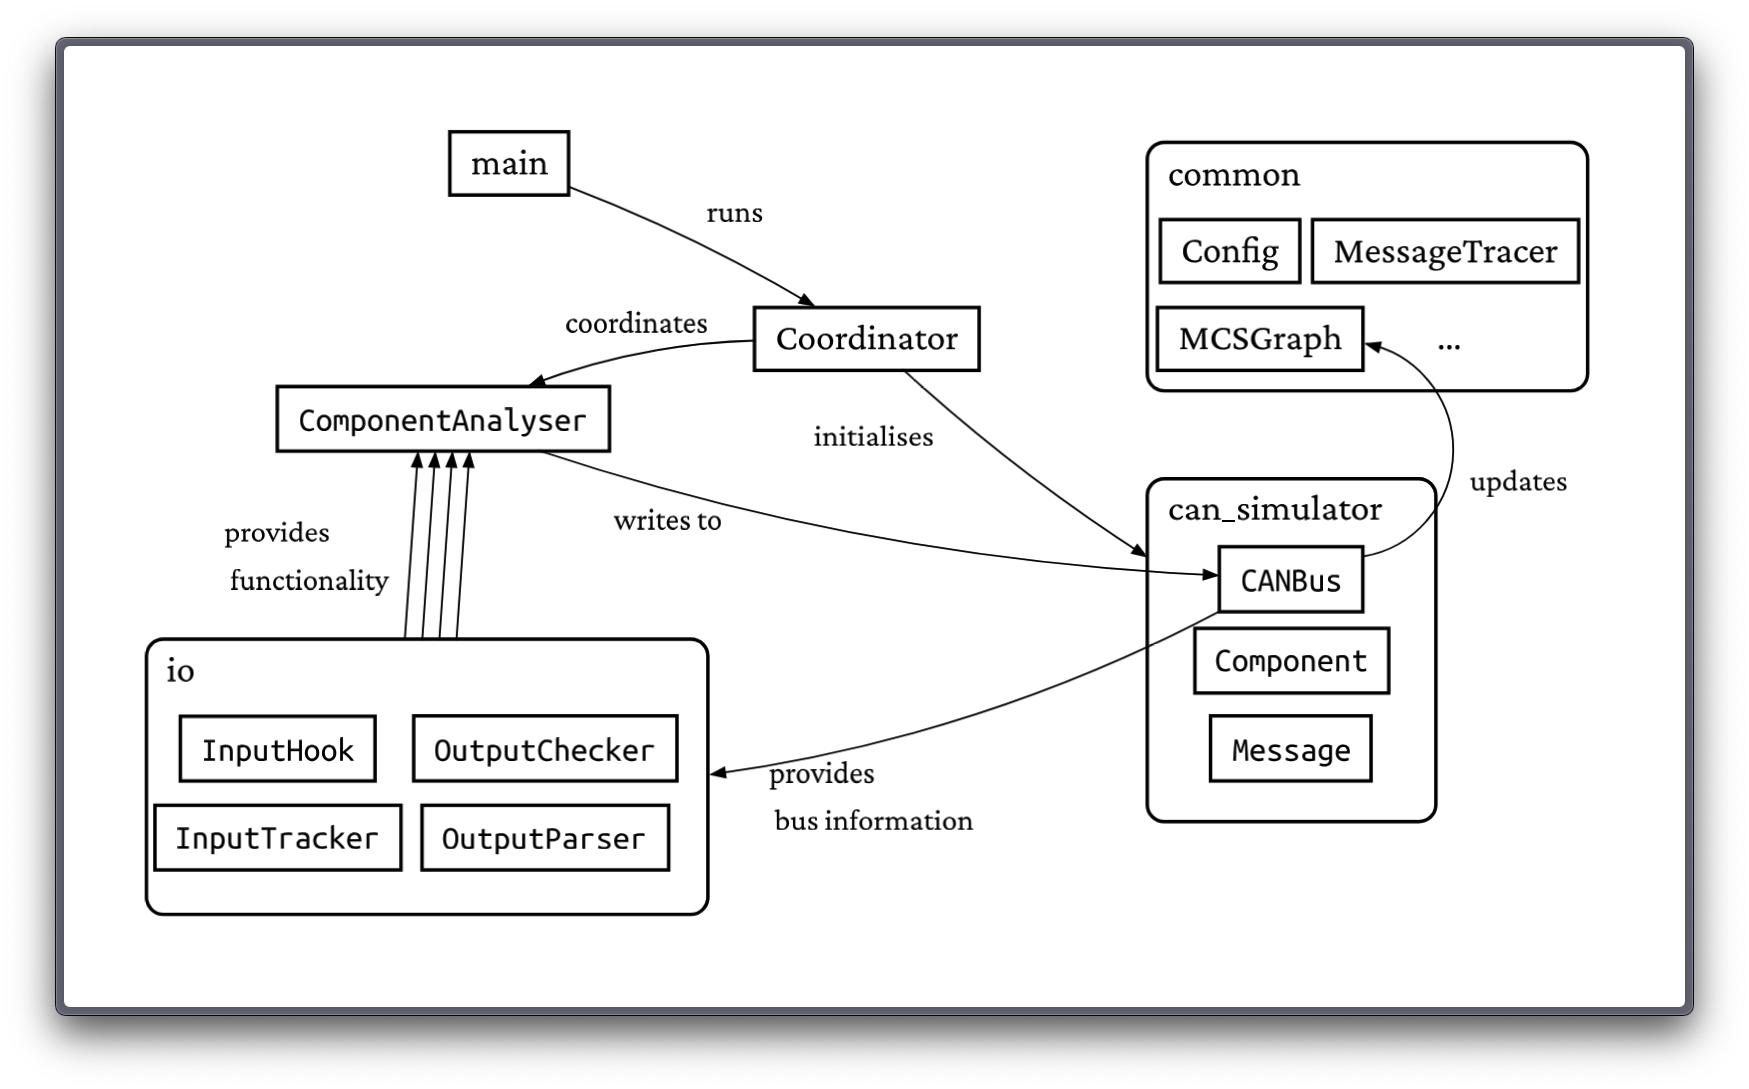 main
runs
common
Config
MessageTracer
coordinates
Coordinator
MCSGraph
...
ComponentAnalyser
initialises
updates
writes to
can_simulator
provides
functionality
CANBus
io
Component
InputHook
OutputChecker
Message
provides
bus information
InputTracker
OutputParser